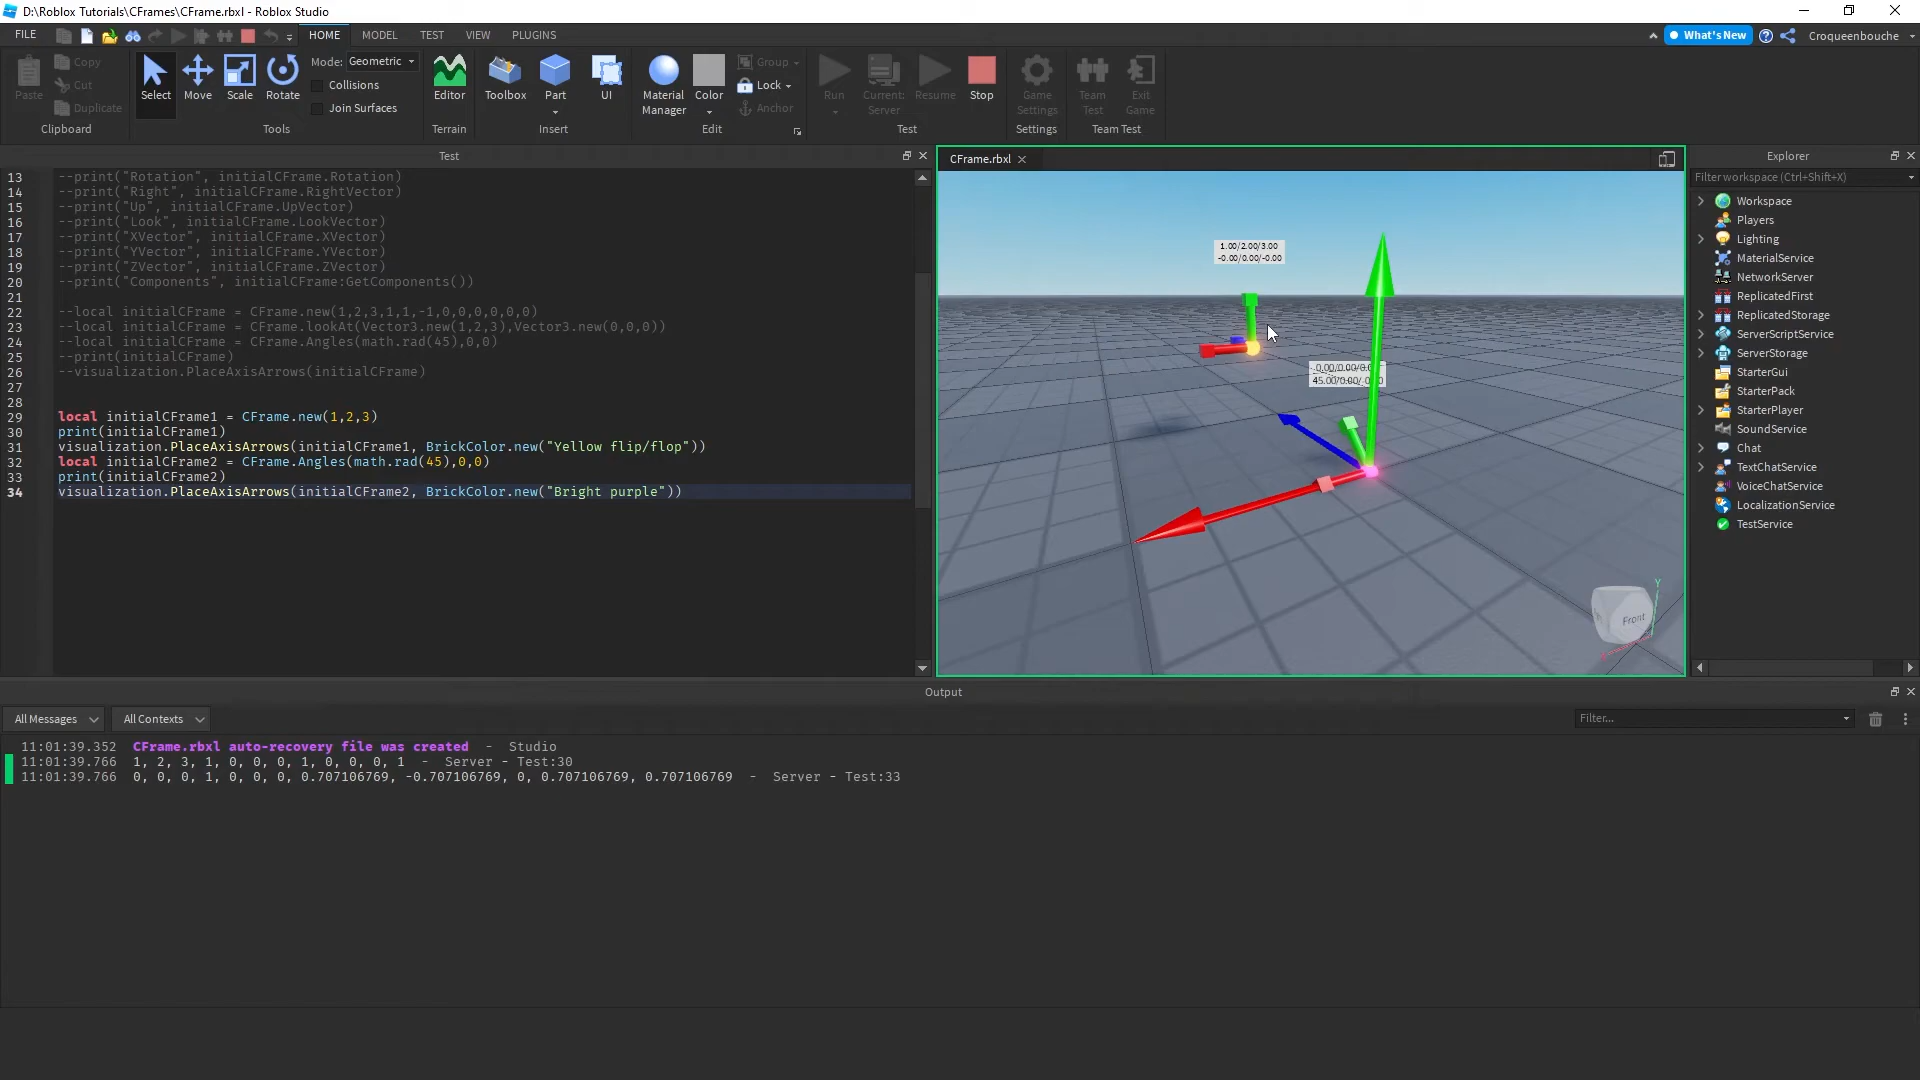 D:\Roblox Tutorials\CFrames\CFrame.rbxl - Roblox Studio
FILE
HOME
MODEL
TEST
VIEW
PLUGINS
What's New
Croqueenbouche
Paste
Copy
Cut
Duplicate
Clipboard
Select
Move
Scale
Rotate
Mode: Geometric
Collisions
Join Surfaces
Tools
Editor
Terrain
Toolbox
Part
UI
Insert
Material Manager
Color
Group
Lock
Anchor
Edit
Run
Current: Server
Resume
Stop
Test
Game Settings
Settings
Team Test
Exit Game
Team Test
Test
13 --print("Rotation", initialCFrame.Rotation)
14 --print("Right", initialCFrame.RightVector)
15 --print("Up", initialCFrame.UpVector)
16 --print("Look", initialCFrame.LookVector)
17 --print("XVector", initialCFrame.XVector)
18 --print("YVector", initialCFrame.YVector)
19 --print("ZVector", initialCFrame.ZVector)
20 --print("Components", initialCFrame:GetComponents())
21
22 --local initialCFrame = CFrame.new(1,2,3,1,1,-1,0,0,0,0,0,0)
23 --local initialCFrame = CFrame.lookAt(Vector3.new(1,2,3),Vector3.new(0,0,0))
24 --local initialCFrame = CFrame.Angles(math.rad(45),0,0)
25 --print(initialCFrame)
26 --visualization.PlaceAxisArrows(initialCFrame)
27
28
29 local initialCFrame1 = CFrame.new(1,2,3)
30 print(initialCFrame1)
31 visualization.PlaceAxisArrows(initialCFrame1, BrickColor.new("Yellow flip/flop"))
32 local initialCFrame2 = CFrame.Angles(math.rad(45),0,0)
33 print(initialCFrame2)
34 visualization.PlaceAxisArrows(initialCFrame2, BrickColor.new("Bright purple"))
CFrame.rbxl
1.00/2.00/3.00
-0.00/0.00/-0.00
Front
Y
Explorer
Filter workspace (Ctrl+Shift+X)
Workspace
Players
Lighting
MaterialService
NetworkServer
ReplicatedFirst
ReplicatedStorage
ServerScriptService
ServerStorage
StarterGui
StarterPack
StarterPlayer
SoundService
Chat
TextChatService
VoiceChatService
LocalizationService
TestService
Output
All Messages
All Contexts
Filter...
11:01:39.352 CFrame.rbxl auto-recovery file was created - Studio
11:01:39.766 1, 2, 3, 1, 0, 0, 0, 1, 0, 0, 0, 1 - Server - Test:30
11:01:39.766 0, 0, 0, 1, 0, 0, 0, 0.707106769, -0.707106769, 0, 0.707106769, 0.707106769 - Server - Test:33